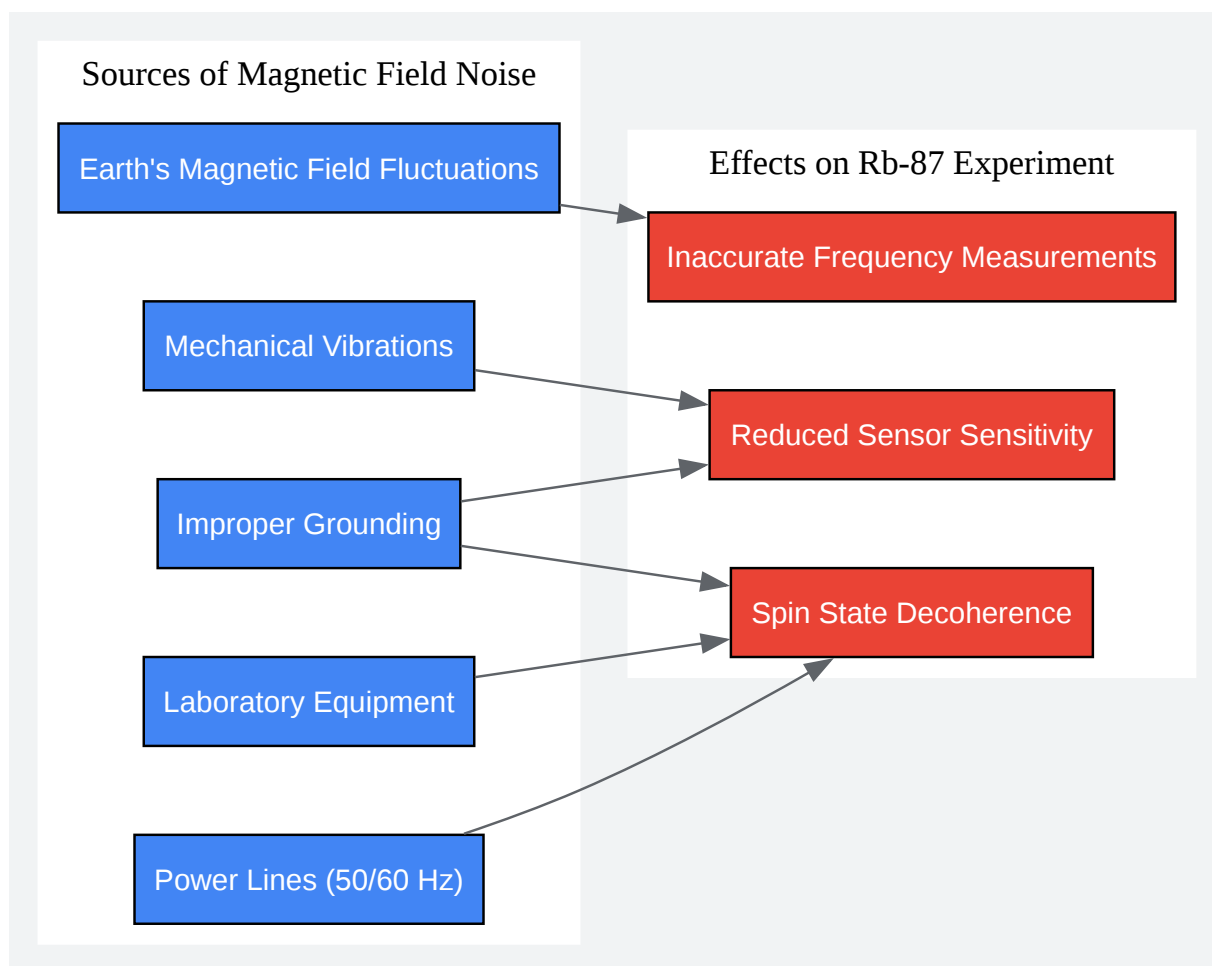 Sources of Magnetic Field Noise
Earth's Magnetic Field Fluctuations
Mechanical Vibrations
Improper Grounding
Laboratory Equipment
Power Lines (50/60 Hz)
Effects on Rb-87 Experiment
Inaccurate Frequency Measurements
Reduced Sensor Sensitivity
Spin State Decoherence